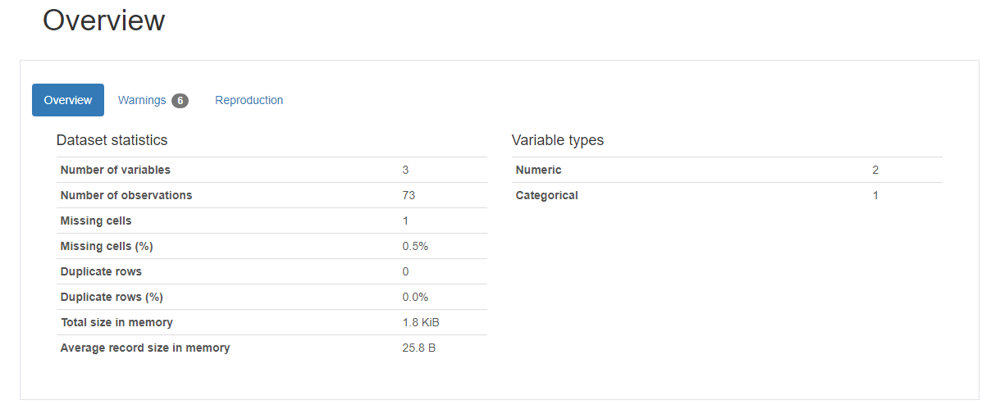 Overview
Overview Warnings 6 Reproduction
Dataset statistics
Number of variables 3
Number of observations 73
Missing cells 1
Missing cells (%) 0.5%
Duplicate rows 0
Duplicate rows (%) 0.0%
Total size in memory 1.8 KiB
Average record size in memory 25.8 B
Variable types
Numeric 2
Categorical 1